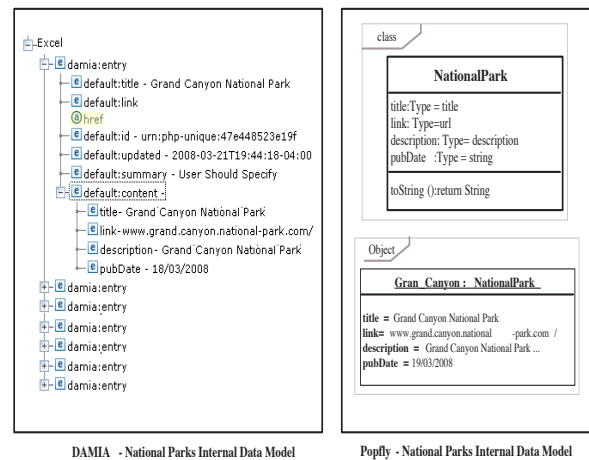 Excel
damia:entry
default:title - Grand Canyon National Park
default:link
href
default:id - urn:php-unique:47e448523e19f
default:updated - 2008-03-21T19:44:18-04:00
default:summary - User Should Specify
default:content -
title- Grand Canyon National Park
link-www.grand.canyon.national-park.com/
description- Grand Canyon National Park
pubDate - 18/03/2008
damia:entry
damia:entry
damia:entry
damia:entry
damia:entry
damia:entry
DAMIA - National Parks Internal Data Model
class
NationalPark
title:Type = title
link: Type=url
description: Type= description
pubDate :Type = string
toString ():return String
Object
Gran_Canyon : NationalPark
title = Grand Canyon National Park
link= www.grand.canyon.national -park.com /
description = Grand Canyon National Park ...
pubDate = 19/03/2008
Popfly - National Parks Internal Data Model